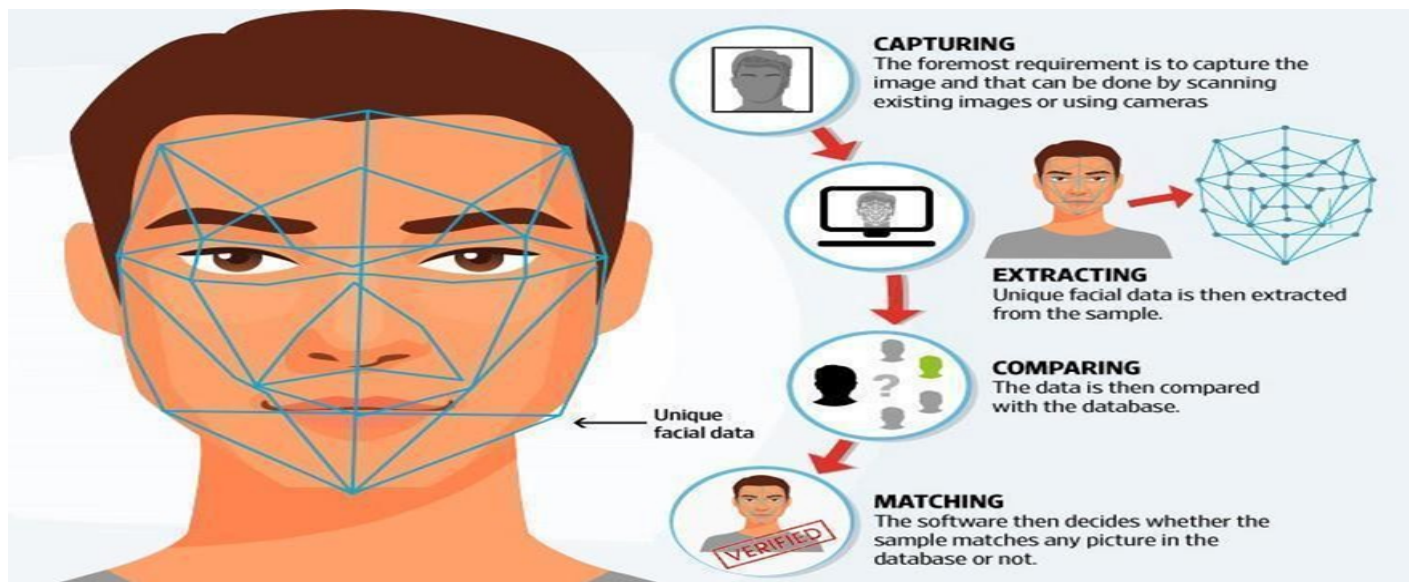 CAPTURING
The foremost requirement is to capture the
image and that can be done by scanning
existing images or using cameras
EXTRACTING
Unique facial data is then extracted
from the sample.
COMPARING
The data is then compared
with the database.
?
Unique
facial data
MATCHING
The software then decides whether the
sample matches any picture in the
database or not.
VERIFIED